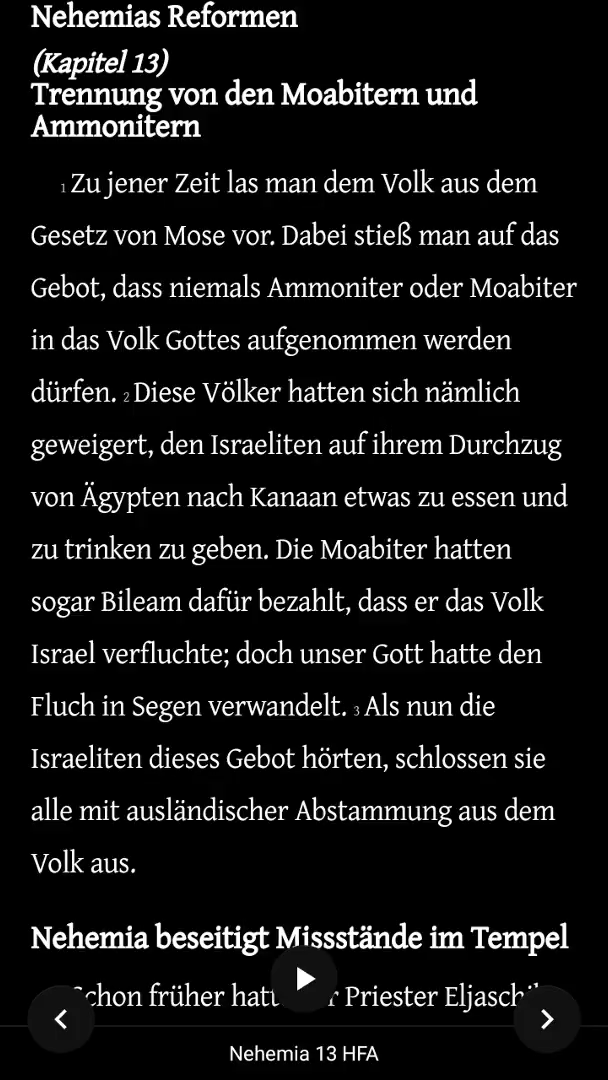 Nehemias Reformen
(Kapitel 13)
Trennung von den Moabitern und
Ammonitern
1 Zu jener Zeit las man dem Volk aus dem
Gesetz von Mose vor. Dabei stieß man auf das
Gebot, dass niemals Ammoniter oder Moabiter
in das Volk Gottes aufgenommen werden
dürfen. 2 Diese Völker hatten sich nämlich
geweigert, den Israeliten auf ihrem Durchzug
von Ägypten nach Kanaan etwas zu essen und
zu trinken zu geben. Die Moabiter hatten
sogar Bileam dafür bezahlt, dass er das Volk
Israel verfluchte; doch unser Gott hatte den
Fluch in Segen verwandelt. 3 Als nun die
Israeliten dieses Gebot hörten, schlossen sie
alle mit ausländischer Abstammung aus dem
Volk aus.
Nehemia beseitigt Missstände im Tempel
Schon früher Priester
Nehemia 13 HFA